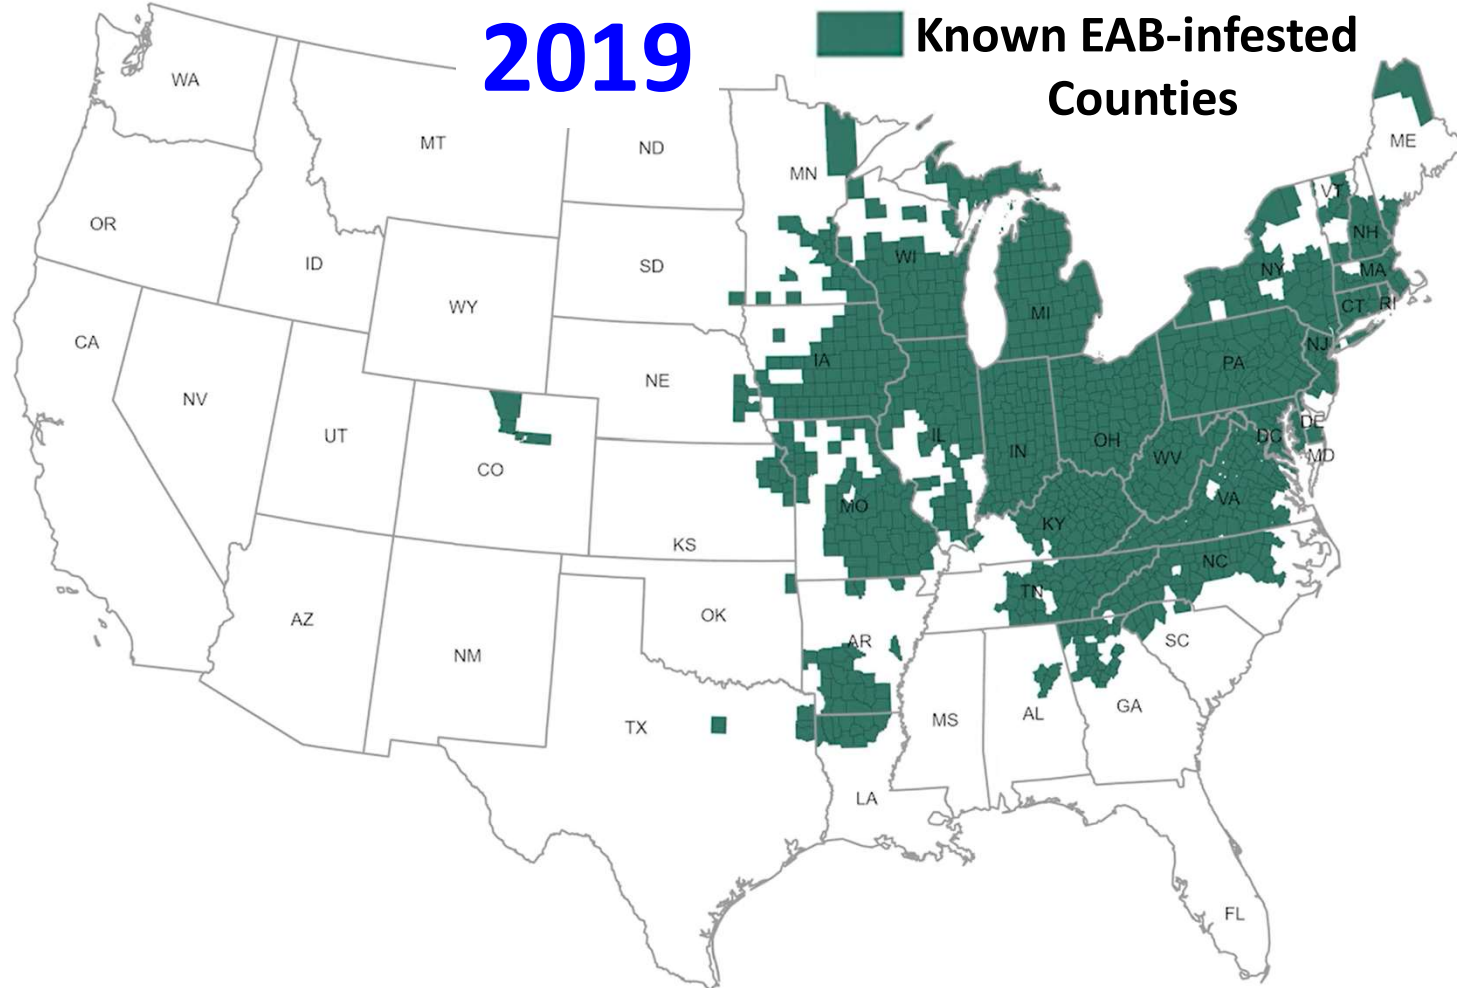 2019
Known EAB-infested
Counties
WA
MT
ND
MN
ME
OR
ID
SD
WI
VT
NH
NY
MA
WY
MI
CT
RI
CA
NV
NE
IA
PA
NJ
UT
CO
IL
IN
OH
WV
DC
DE
MD
KS
MO
KY
VA
AZ
NM
OK
AR
TN
NC
SC
TX
LA
MS
AL
GA
FL